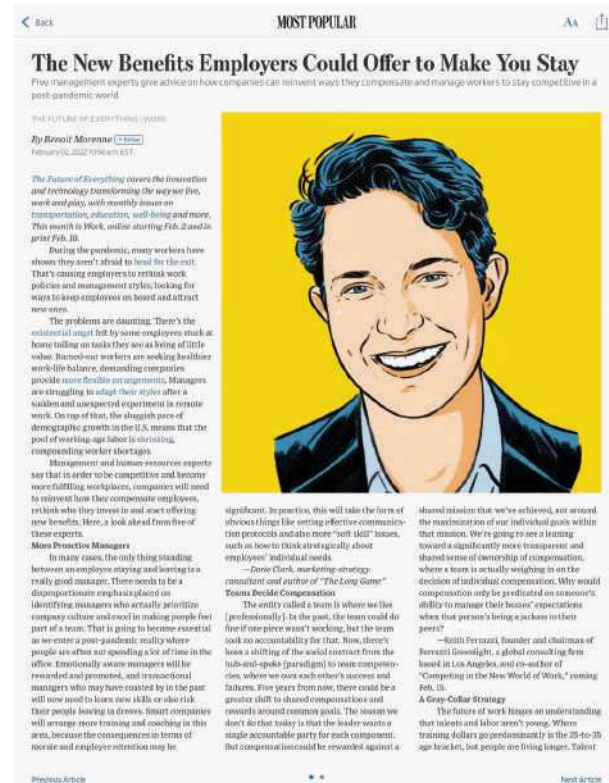 Back
MOST POPULAR
AA
The New Benefits Employers Could Offer to Make You Stay
Five management experts give advice on how companies can reinvent ways they compensate and manage workers to stay competitive in a
post-pandemic world
THE FUTURE OF EVERYTHING | WORK
By Benoit Morenne + Follow
February 02, 2022 10:56 a.m. EST
The Future of Everything covers the innovation
and technology transforming the way we live,
work and play, with monthly issues on
transportation, education, well-being and more.
This month is Work, online starting Feb. 2 and in
print Feb. 10.
During the pandemic, many workers have
shown they aren't afraid to head for the exit.
That's causing employers to rethink work
policies and management styles, looking for
ways to keep employees on board and attract
new ones.
The problems are daunting. There's the
existential angst felt by some employees stuck at
home toiling on tasks they see as being of little
value. Burned-out workers are seeking healthier
work-life balance, demanding companies
provide more flexible arrangements. Managers
are struggling to adapt their styles after a
sudden and unexpected experiment in remote
work. On top of that, the sluggish pace of
demographic growth in the U.S. means that the
pool of working-age labor is shrinking,
compounding worker shortages.
Management and human-resources experts
say that in order to be competitive and become
more fulfilling workplaces, companies will need
to reinvent how they compensate employees,
rethink who they invest in and start offering
new benefits. Here, a look ahead from five of
these experts.
More Proactive Managers
In many cases, the only thing standing
between an employee staying and leaving is a
really good manager. There needs to be a
disproportionate emphasis placed on
identifying managers who actually prioritize
company culture and excel in making people feel
part of a team. That is going to become essential
as we enter a post-pandemic reality where
people are often not spending a lot of time in the
office. Emotionally aware managers will be
rewarded and promoted, and transactional
managers who may have coasted by in the past
will now need to learn new skills or else risk
their people leaving in droves. Smart companies
will arrange more training and coaching in this
area, because the consequences in terms of
morale and employee retention may be
significant. In practice, this will take the form of
obvious things like setting effective communica-
tion protocols and also more "soft skill" issues,
such as how to think strategically about
employees' individual needs.
—Dorie Clark, marketing-strategy
consultant and author of "The Long Game"
Teams Decide Compensation
The entity called a team is where we live
[professionally]. In the past, the team could do
fine if one piece wasn't working, but the team
took no accountability for that. Now, there's
been a shifting of the social contract from the
hub-and-spoke [paradigm] to team competen-
cies, where we own each other's success and
failures. Five years from now, there could be a
greater shift to shared compensations and
rewards around common goals. The reason we
don't do that today is that the leader wants a
single accountable party for each component.
But compensation could be rewarded against a
shared mission that we've achieved, not around
the maximization of our individual goals within
that mission. We're going to see a leaning
toward a significantly more transparent and
shared sense of ownership of compensation,
where a team is actually weighing in on the
decision of individual compensation. Why would
compensation only be predicated on someone's
ability to manage their bosses' expectations
when that person's being a jackass to their
peers?
—Keith Ferrazzi, founder and chairman of
Ferrazzi Greenlight, a global consulting firm
based in Los Angeles, and co-author of
"Competing in the New World of Work," coming
Feb. 15.
A Gray-Collar Strategy
The future of work hinges on understanding
that talents and labor aren't young. Where
training dollars go predominantly is the 25-to-35
age bracket, but people are living longer. Talent
Previous Article
Next Article